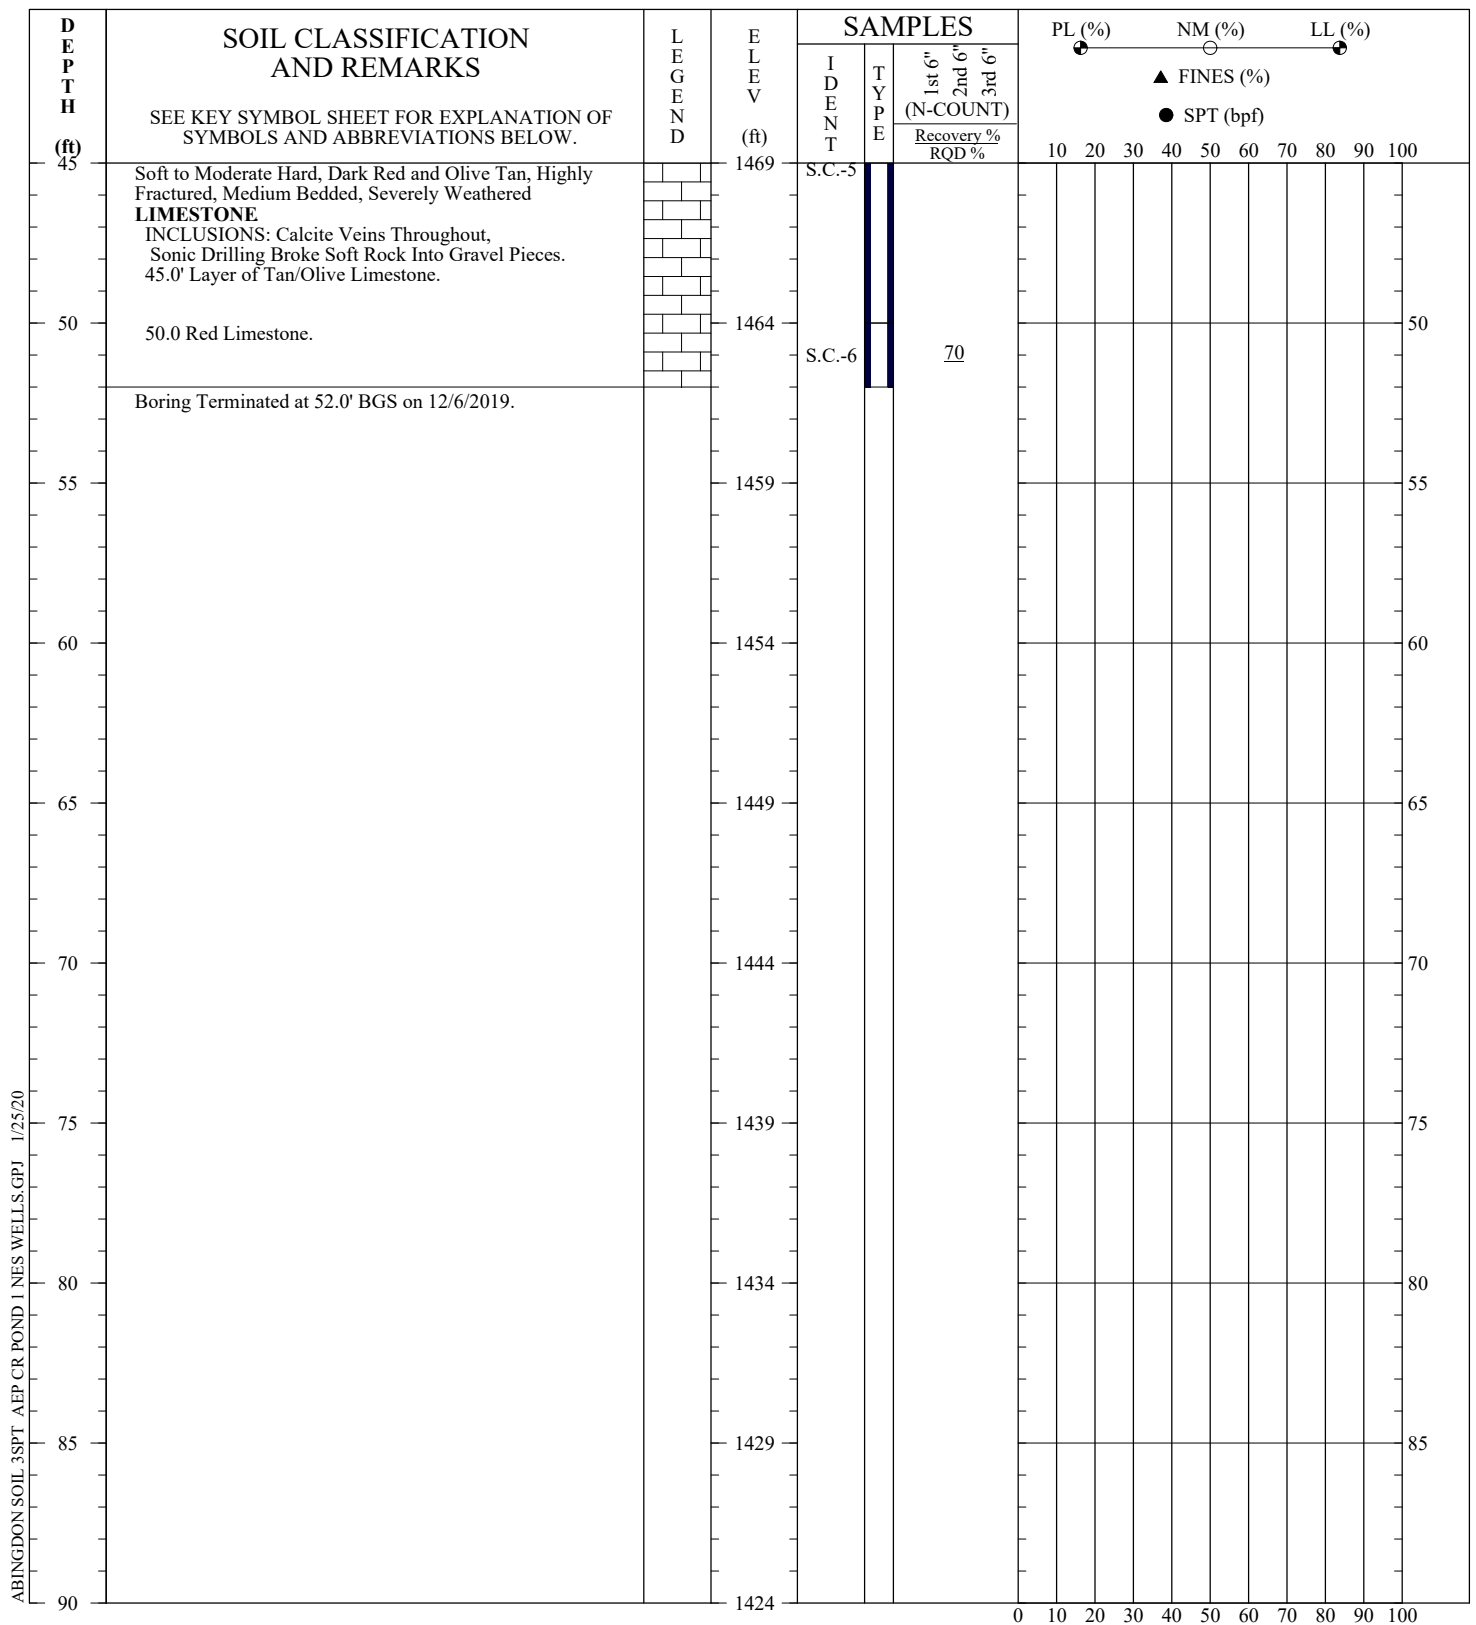 DEPTH
(ft)
SOIL CLASSIFICATION
AND REMARKS
SEE KEY SYMBOL SHEET FOR EXPLANATION OF
SYMBOLS AND ABBREVIATIONS BELOW.
LEGEND
ELEV
(ft)
SAMPLES
IDENT
TYPE
1st 6"
2nd 6"
3rd 6"
(N-COUNT)
Recovery %
RQD %
PL (%) NM (%) LL (%)
▲ FINES (%)
● SPT (bpf)
10 20 30 40 50 60 70 80 90 100
45 1469 S.C.-5
Soft to Moderate Hard, Dark Red and Olive Tan, Highly
Fractured, Medium Bedded, Severely Weathered
LIMESTONE
INCLUSIONS: Calcite Veins Throughout,
Sonic Drilling Broke Soft Rock Into Gravel Pieces.
45.0' Layer of Tan/Olive Limestone.
50 1464 50
50.0 Red Limestone.
S.C.-6 70
Boring Terminated at 52.0' BGS on 12/6/2019.
55 1459 55
60 1454 60
65 1449 65
70 1444 70
75 1439 75
80 1434 80
85 1429 85
90 1424
0 10 20 30 40 50 60 70 80 90 100
ABINGDON SOIL 3SPT AEP CR POND 1 NES WELLS.GPJ 1/25/20